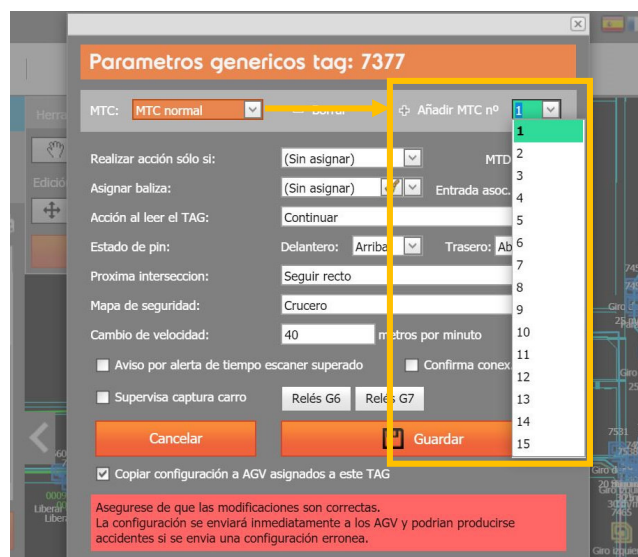 Parametros genericos tag: 7377
MTC: MTC normal Borrar Añadir MTC nº 1
Herra
Realizar acción sólo si: (Sin asignar) MTD
Edició
Asignar baliza: (Sin asignar) Entrada asoc.
Acción al leer el TAG: Continuar
Estado de pin: Delantero: Arriba Trasero: Ab
Proxima interseccion: Seguir recto
Mapa de seguridad: Crucero
Cambio de velocidad: 40 metros por minuto
Aviso por alerta de tiempo escaner superado Confirma conex
Supervisa captura carro Relés G6 Relés G7
1
2
3
4
5
6
7
8
9
10
11
12
13
14
15
Cancelar Guardar
Copiar configuración a AGV asignados a este TAG
Asegurese de que las modificaciones son correctas.
La configuración se enviará inmediatamente a los AGV y podrian producirse
accidentes si se envia una configuración erronea.
Liberar
7531
Giro izquie